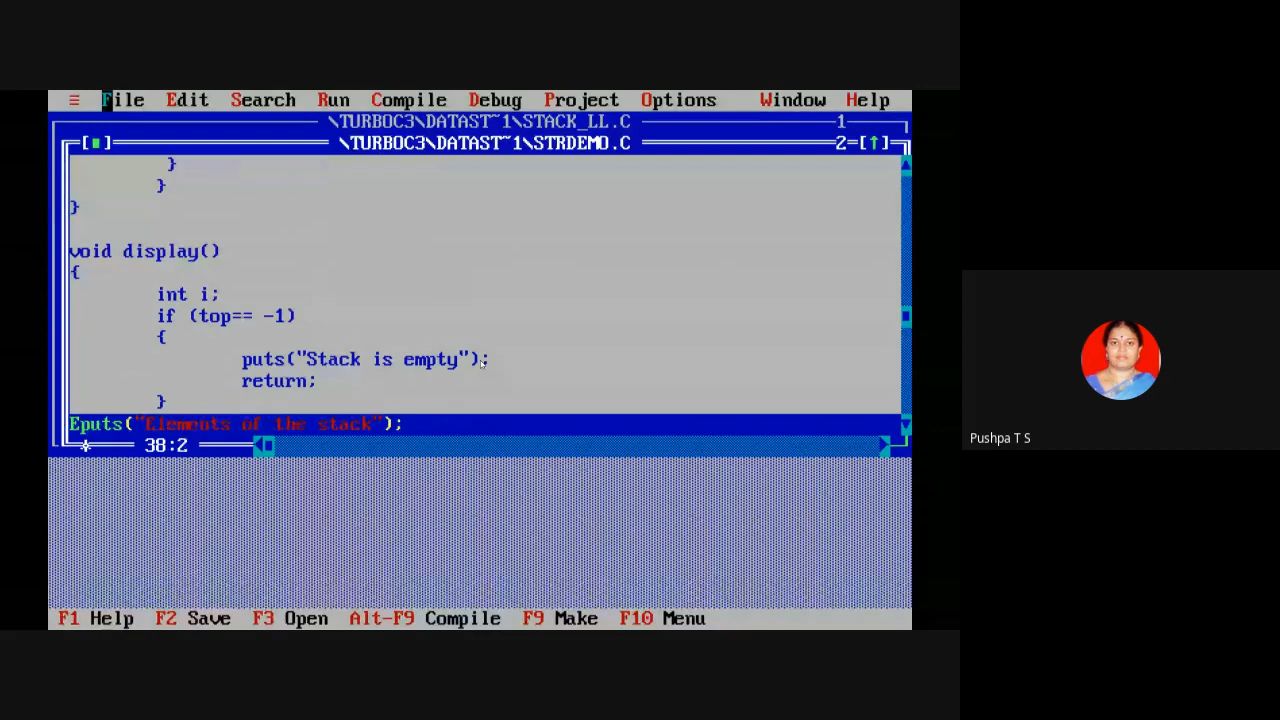 ≡ File Edit Search Run Compile Debug Project Options Window Help
\TURBOC3\DATAST~1\STACK_LL.C 1
[■] \TURBOC3\DATAST~1\STRDEMO.C 2=[↑]
}
}
}
void display()
{
int i;
if (top== -1)
{
puts("Stack is empty");
return;
}
Eputs("Elements of the stack");
38:2
F1 Help F2 Save F3 Open Alt-F9 Compile F9 Make F10 Menu
Pushpa T S